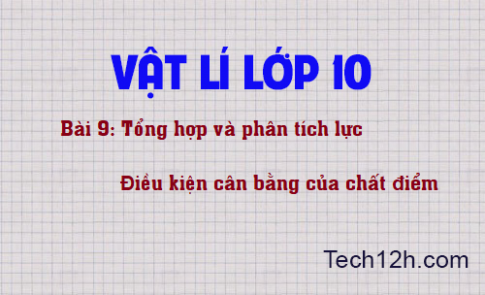 VẬT LÍ LỚP 10
Bài 9: Tổng hợp và phân tích lực
Điều kiện cân bằng của chất điểm
Tech12h.com